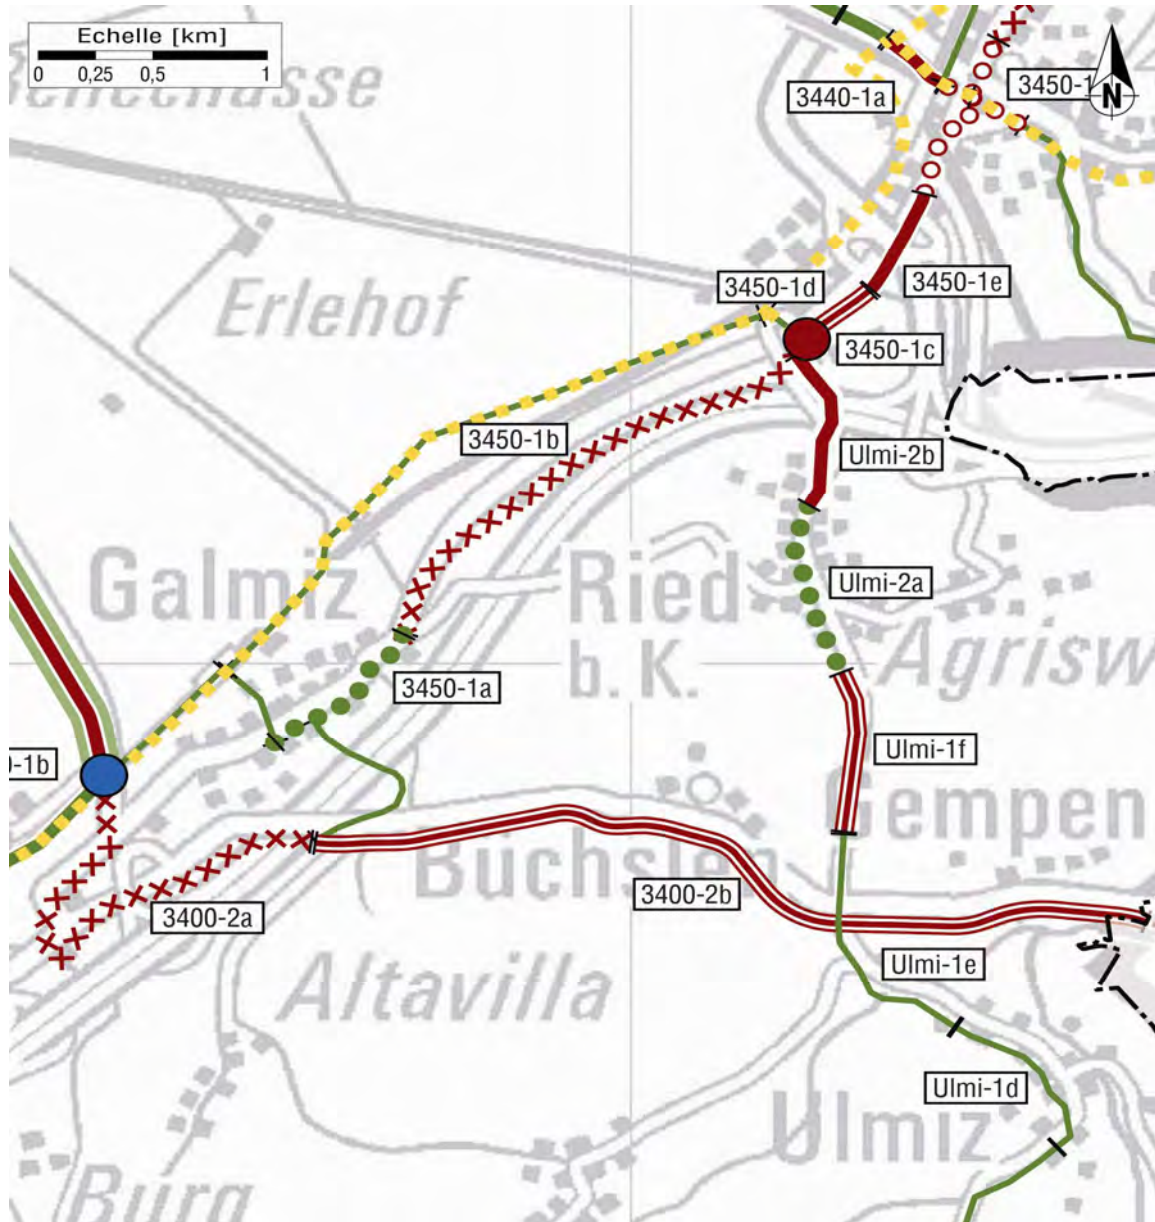 Echelle [km]
0 0,25 0,5 1
3440-1a
3450-1
N
Erlehof
3450-1d
3450-1e
3450-1c
3450-1b
Ulmi-2b
Galmiz
Ried
b. K.
Ulmi-2a
Agrisw
3450-1a
Ulmi-1f
0-1b
Gempen
Büchslen
3400-2b
3400-2a
Ulmi-1e
Altavilla
Ulmi-1d
Ulmiz
Burg